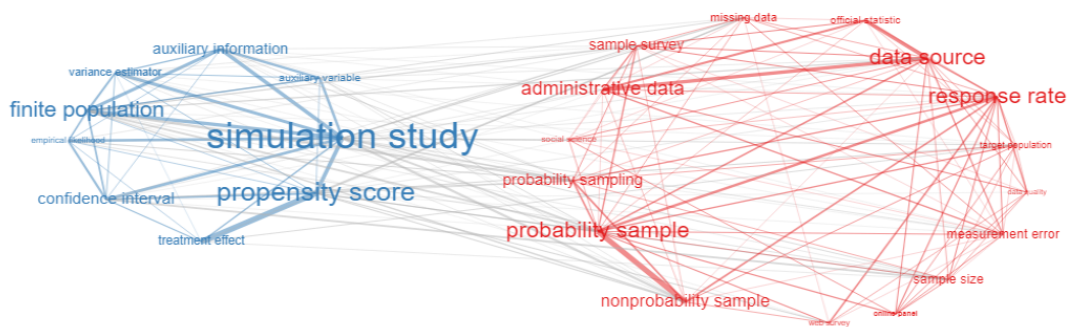 auxiliary information
variance estimator
auxiliary variable
finite population
simulation study
empirical likelihood
propensity score
confidence interval
treatment effect
missing data
official statistic
sample survey
data source
administrative data
response rate
social science
target population
probability sampling
data quality
probability sample
measurement error
sample size
nonprobability sample
online panel
web survey